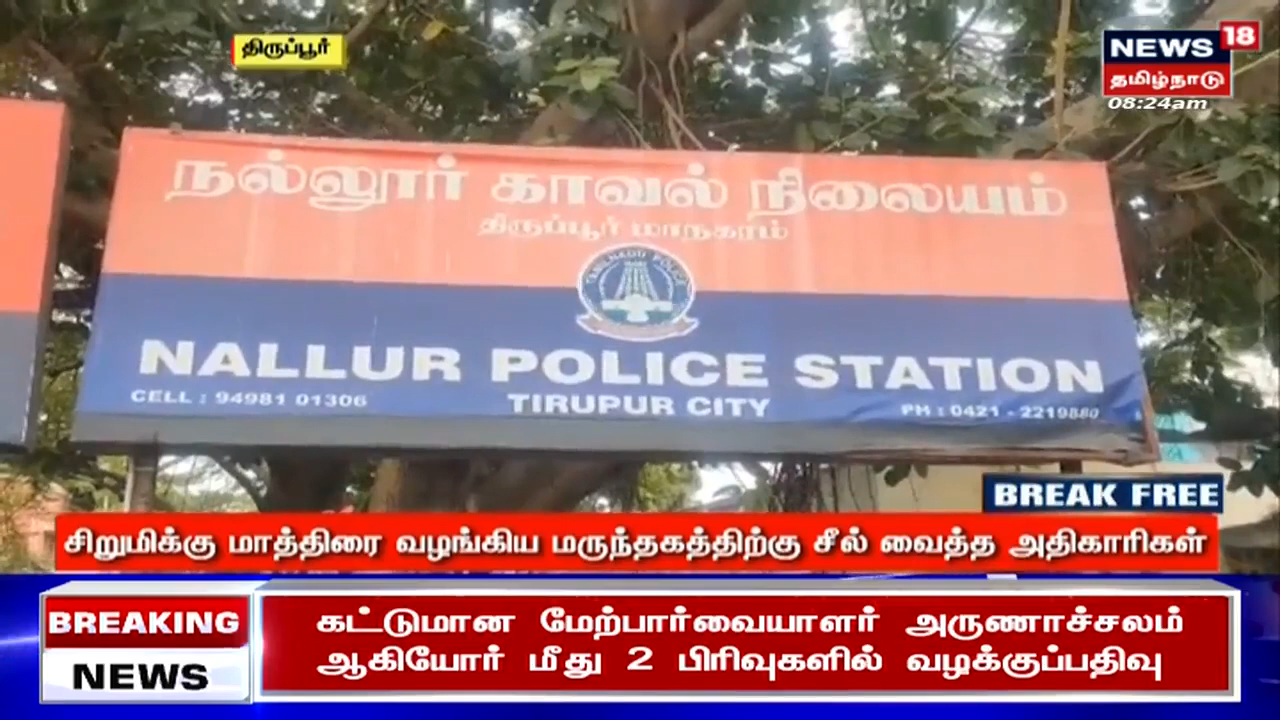 திருப்பூர்
NEWS 18
தமிழ்நாடு
08:24am
நல்லூர் காவல் நிலையம்
திருப்பூர் மாநகரம்
TAMILNADU POLICE
NALLUR POLICE STATION
CELL : 94981 01306
TIRUPUR CITY
PH : 0421 - 2219880
BREAK FREE
சிறுமிக்கு மாத்திரை வழங்கிய மருந்தகத்திற்கு சீல் வைத்த அதிகாரிகள்
BREAKING
NEWS
கட்டுமான மேற்பார்வையாளர் அருணாச்சலம்
ஆகியோர் மீது 2 பிரிவுகளில் வழக்குப்பதிவு